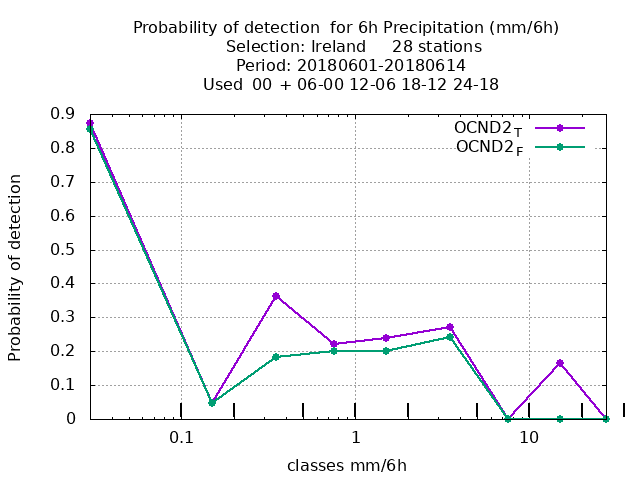 Probability of detection  for 6h Precipitation (mm/6h)
Selection: Ireland     28 stations
Period: 20180601-20180614
Used  00  + 06-00 12-06 18-12 24-18
OCND2T
OCND2F
Probability of detection
0.9
0.8
0.7
0.6
0.5
0.4
0.3
0.2
0.1
0
0.1 1 10
classes mm/6h